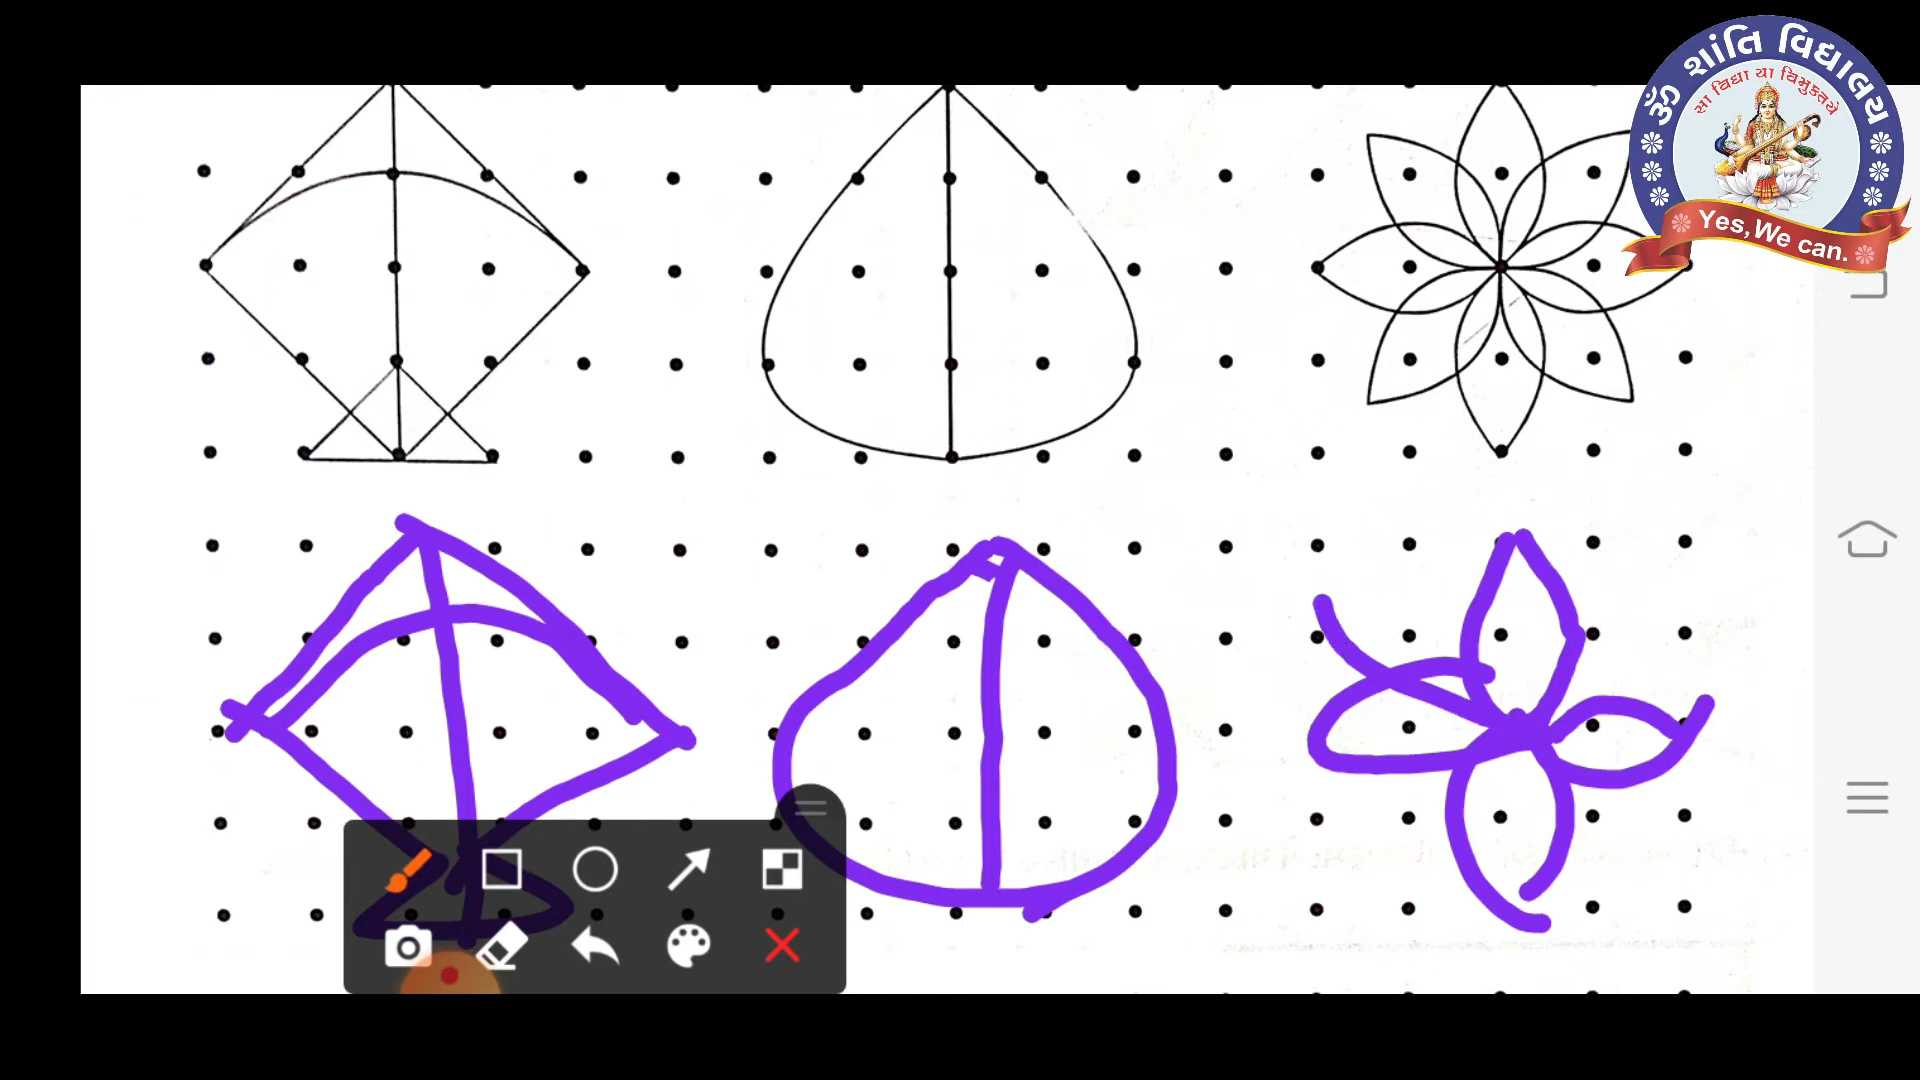 ૐ શાંતિ વિદ્યાલય
સા વિદ્યા યા વિમુક્તયે
Yes, We can.